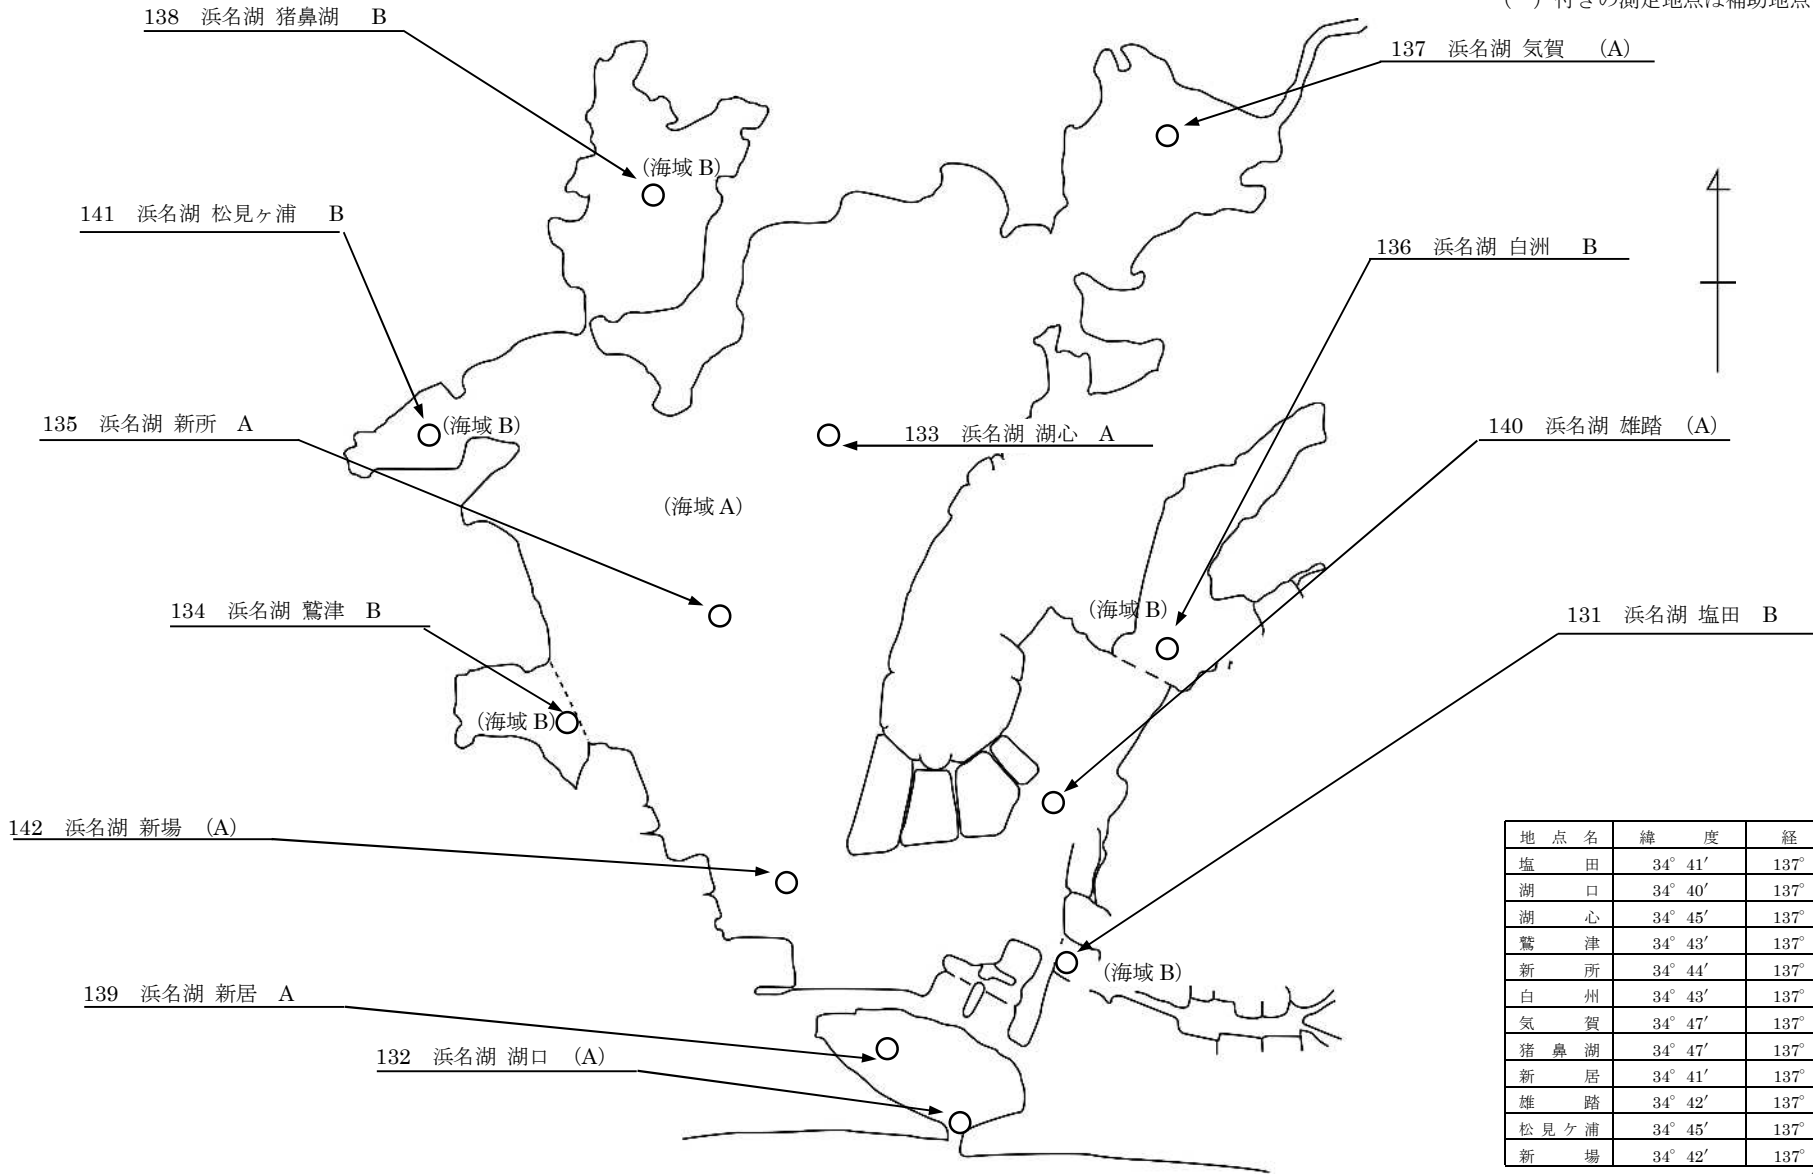 ( ) 付きの測定地点は補助地点
138 浜名湖 猪鼻湖 B
137 浜名湖 気賀 (A)
(海域 B)
141 浜名湖 松見ヶ浦 B
136 浜名湖 白洲 B
135 浜名湖 新所 A
(海域 B)
133 浜名湖 湖心 A
140 浜名湖 雄踏 (A)
(海域 A)
134 浜名湖 鷲津 B
(海域 B)
131 浜名湖 塩田 B
(海域 B)
142 浜名湖 新場 (A)
(海域 B)
139 浜名湖 新居 A
132 浜名湖 湖口 (A)
地点名 緯度 経
塩田 34° 41′ 137°
湖口 34° 40′ 137°
湖心 34° 45′ 137°
鷲津 34° 43′ 137°
新所 34° 44′ 137°
白州 34° 43′ 137°
気賀 34° 47′ 137°
猪鼻湖 34° 47′ 137°
新居 34° 41′ 137°
雄踏 34° 42′ 137°
松見ケ浦 34° 45′ 137°
新場 34° 42′ 137°